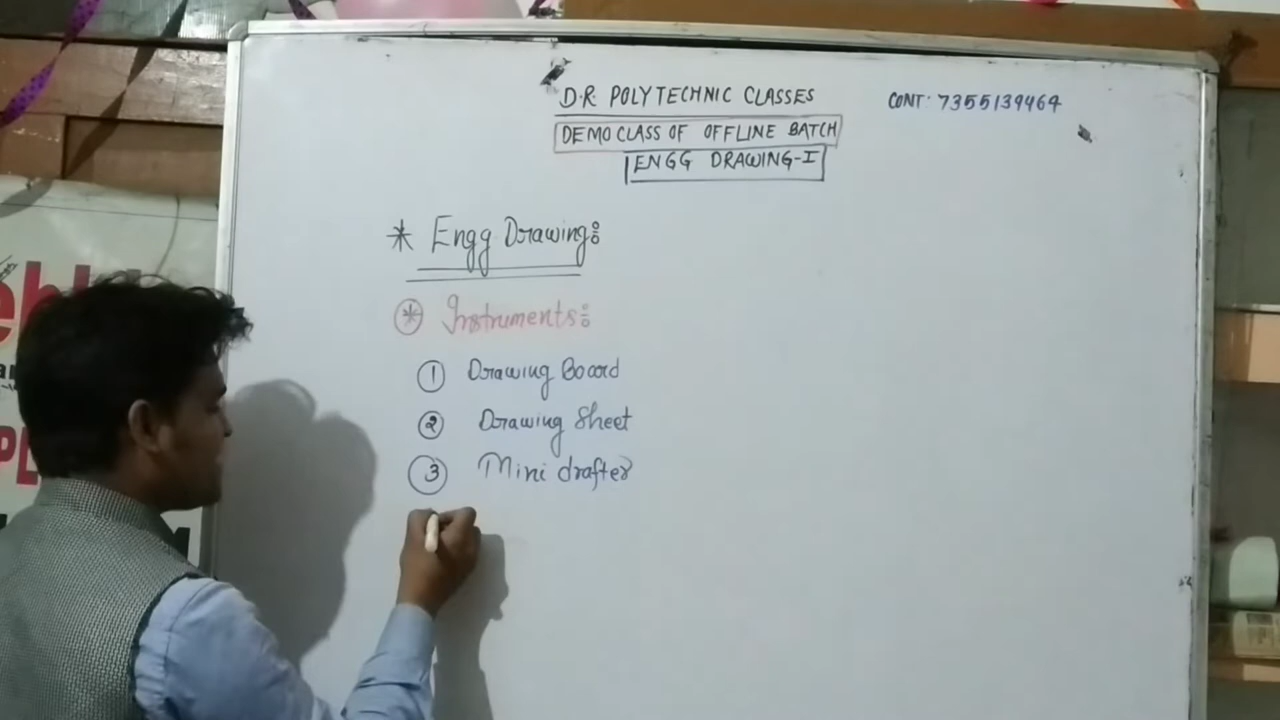 D.R. POLYTECHNIC CLASSES
CONT: 7355139464
DEMO CLASS OF OFFLINE BATCH
ENGG DRAWING-I
* Engg Drawing:
* Instruments:
1 Drawing Board
2 Drawing Sheet
3 Mini drafter